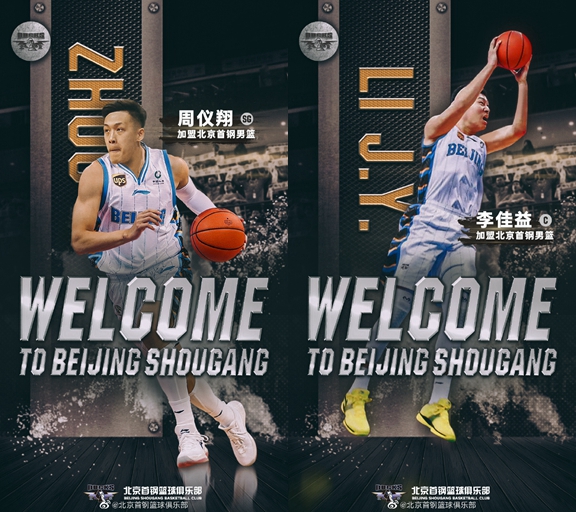 ZHOU
周仪翔 SG
加盟北京首钢男篮
ups
BEIJ
WELCOME
TO BEIJING SHOUGANG
北京首钢篮球俱乐部
BEIJING SHOUGANG BASKETBALL CLUB
@北京首钢篮球俱乐部
LI J.Y.
BEIJIN
李佳益 C
加盟北京首钢男篮
WELCOME
TO BEIJING SHOUGANG
北京首钢篮球俱乐部
BEIJING SHOUGANG BASKETBALL CLUB
@北京首钢篮球俱乐部